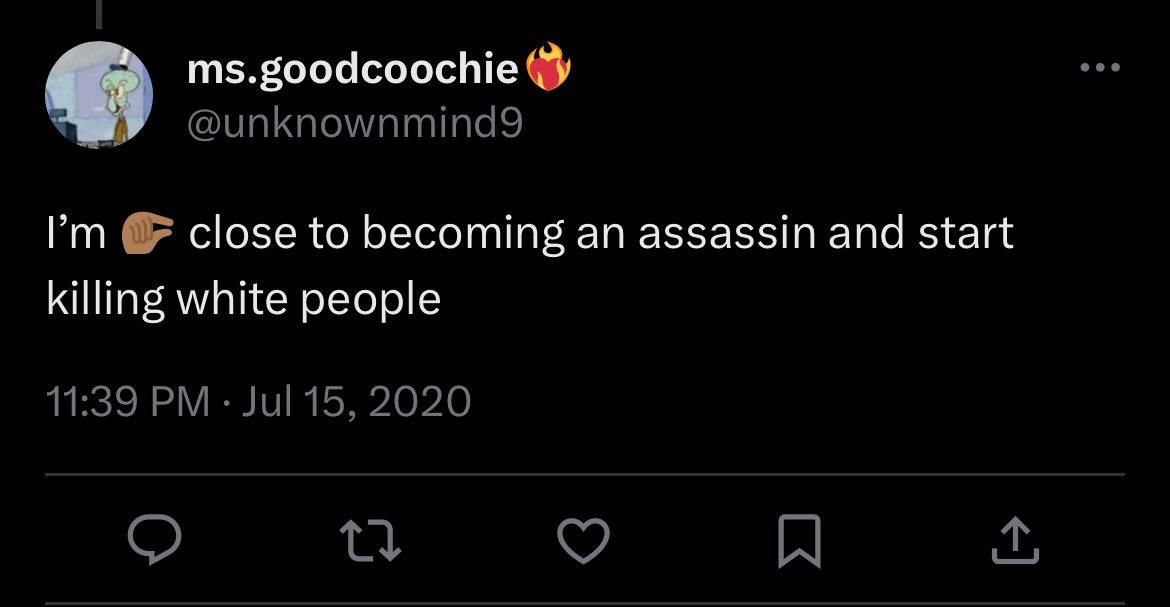 ms.goodcoochie❤️‍🔥
@unknownmind9
I’m 🤏🏽 close to becoming an assassin and start
killing white people
11:39 PM · Jul 15, 2020